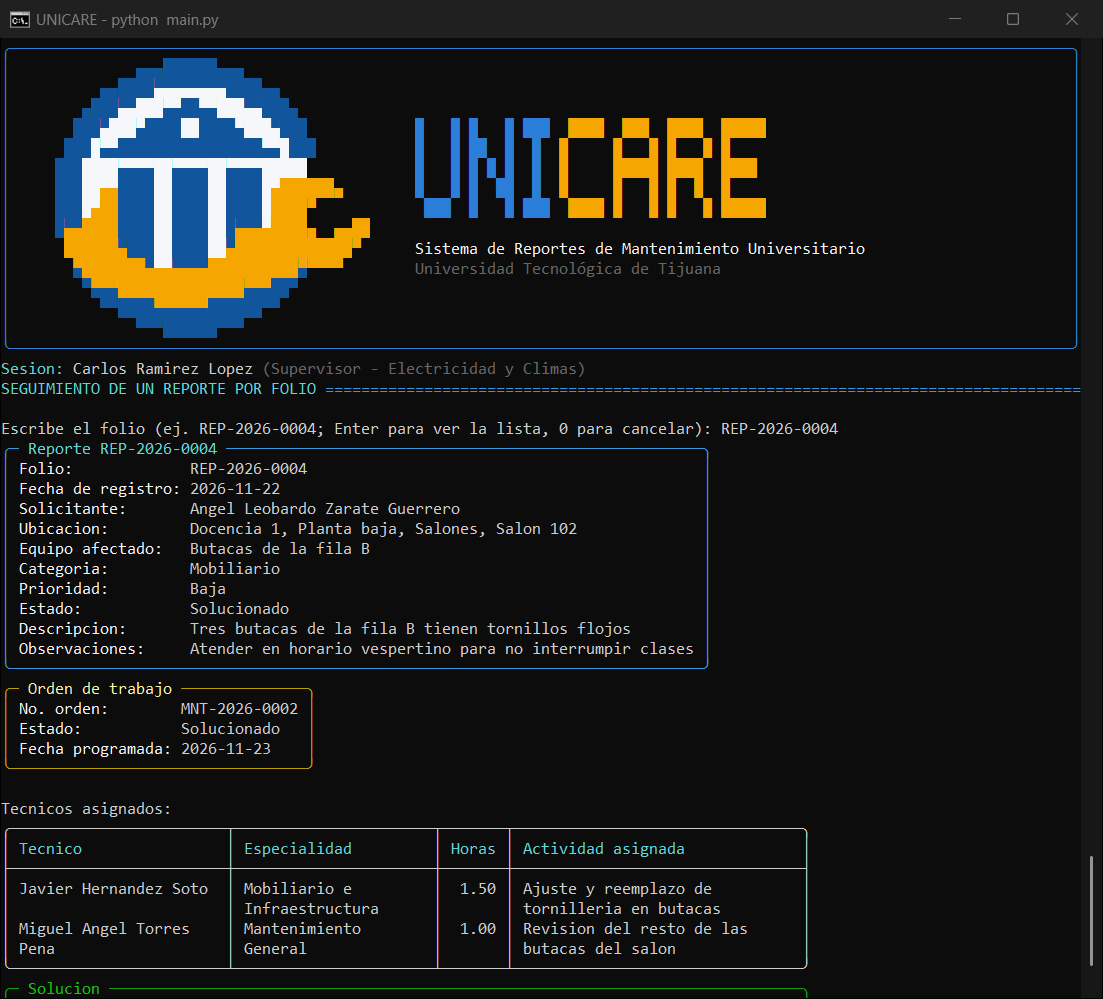 UNICARE - python main.py
UNICARE
Sistema de Reportes de Mantenimiento Universitario
Universidad Tecnológica de Tijuana
Sesion: Carlos Ramirez Lopez (Supervisor - Electricidad y Climas)
SEGUIMIENTO DE UN REPORTE POR FOLIO ====================================================================================
Escribe el folio (ej. REP-2026-0004; Enter para ver la lista, 0 para cancelar): REP-2026-0004
Reporte REP-2026-0004
Folio: REP-2026-0004
Fecha de registro: 2026-11-22
Solicitante: Angel Leobardo Zarate Guerrero
Ubicacion: Docencia 1, Planta baja, Salones, Salon 102
Equipo afectado: Butacas de la fila B
Categoria: Mobiliario
Prioridad: Baja
Estado: Solucionado
Descripcion: Tres butacas de la fila B tienen tornillos flojos
Observaciones: Atender en horario vespertino para no interrumpir clases
Orden de trabajo
No. orden: MNT-2026-0002
Estado: Solucionado
Fecha programada: 2026-11-23
Tecnicos asignados:
Tecnico Especialidad Horas Actividad asignada
Javier Hernandez Soto Mobiliario e 1.50 Ajuste y reemplazo de
Infraestructura tornilleria en butacas
Miguel Angel Torres Mantenimiento 1.00 Revision del resto de las
Pena General butacas del salon
Solucion